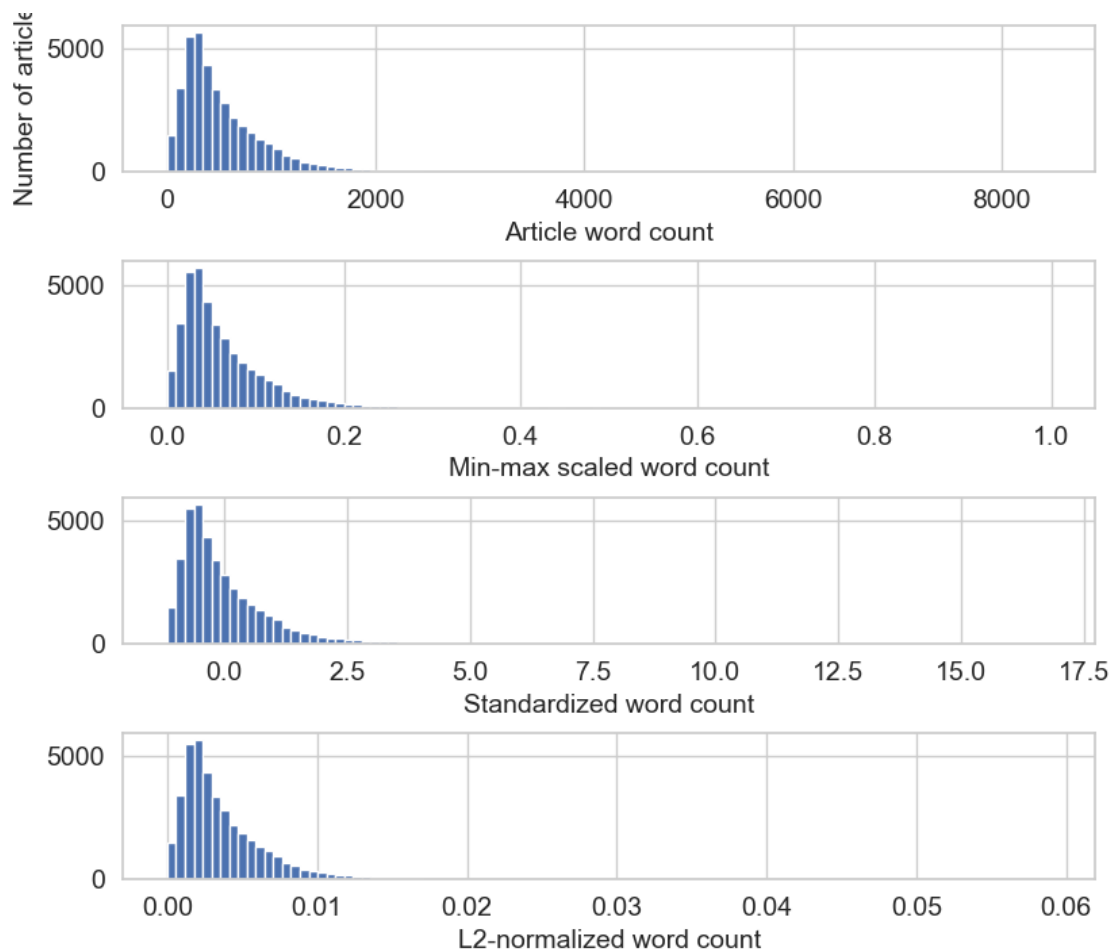 Number of article
5000
0
0 2000 4000 6000 8000
Article word count
5000
0
0.0 0.2 0.4 0.6 0.8 1.0
Min-max scaled word count
5000
0
0.0 2.5 5.0 7.5 10.0 12.5 15.0 17.5
Standardized word count
5000
0
0.00 0.01 0.02 0.03 0.04 0.05 0.06
L2-normalized word count